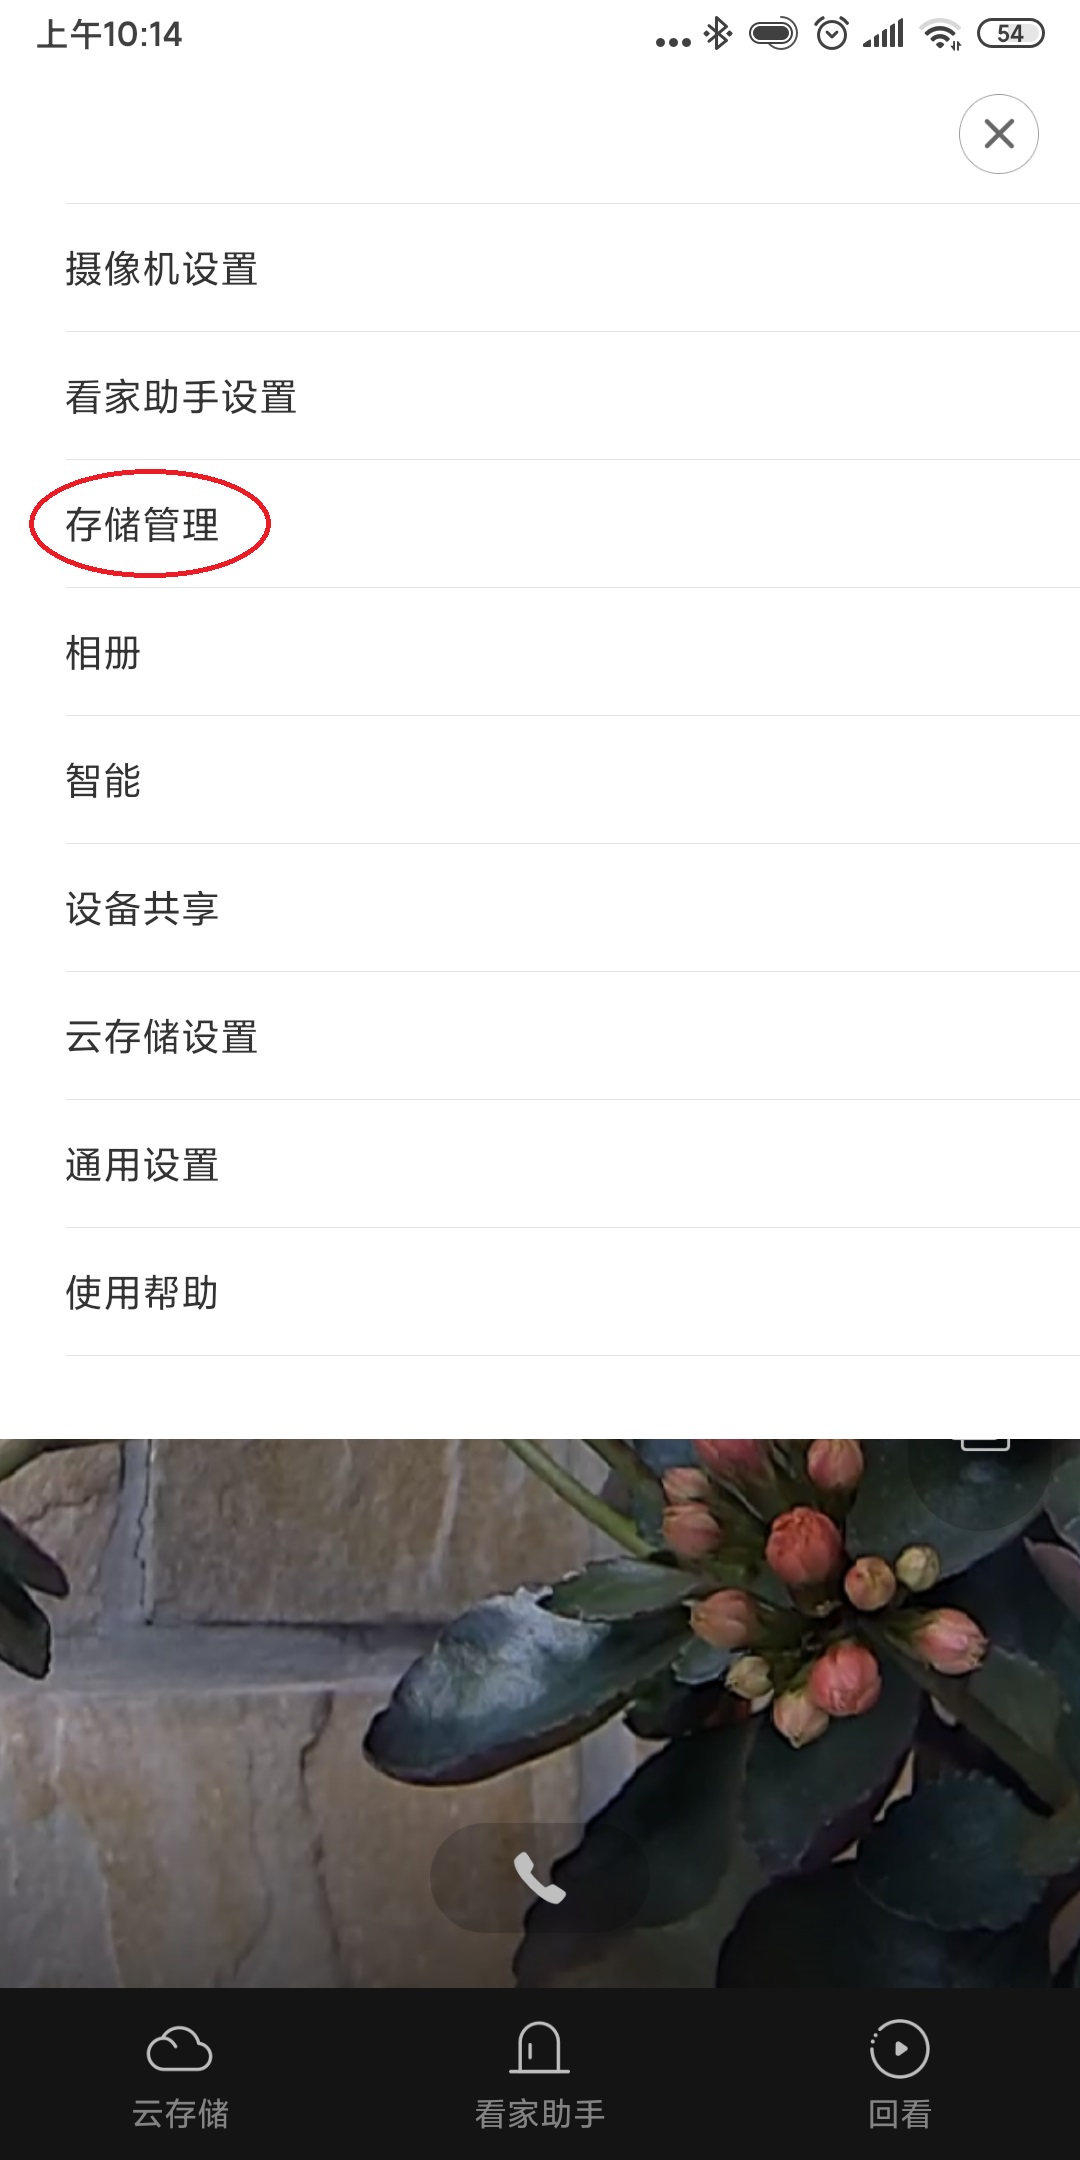 上午10:14
54
摄像机设置
看家助手设置
存储管理
相册
智能
设备共享
云存储设置
通用设置
使用帮助
云存储
看家助手
回看